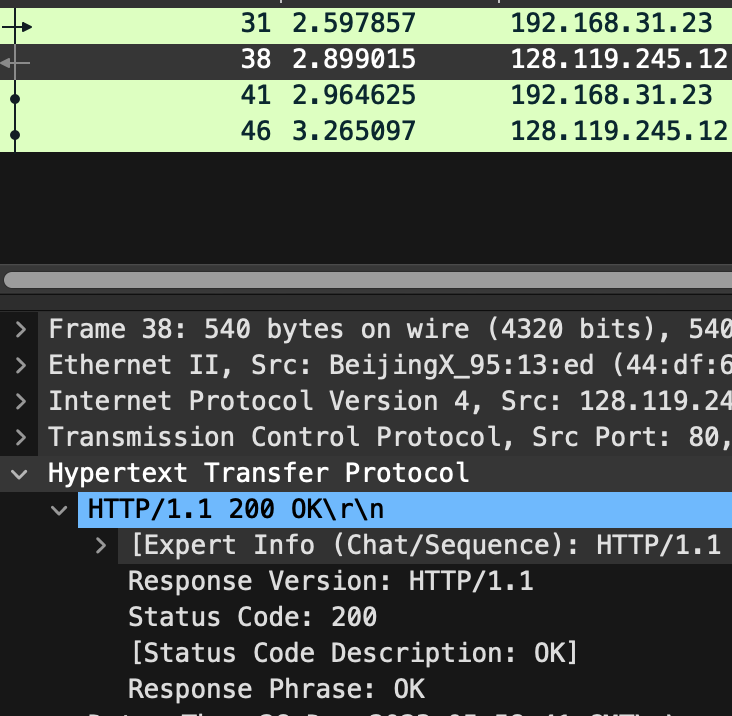 31 2.597857 192.168.31.23
38 2.899015 128.119.245.12
41 2.964625 192.168.31.23
46 3.265097 128.119.245.12
Frame 38: 540 bytes on wire (4320 bits), 540
Ethernet II, Src: BeijingX_95:13:ed (44:df:6
Internet Protocol Version 4, Src: 128.119.24
Transmission Control Protocol, Src Port: 80,
Hypertext Transfer Protocol
HTTP/1.1 200 OK\r\n
[Expert Info (Chat/Sequence): HTTP/1.1
Response Version: HTTP/1.1
Status Code: 200
[Status Code Description: OK]
Response Phrase: OK